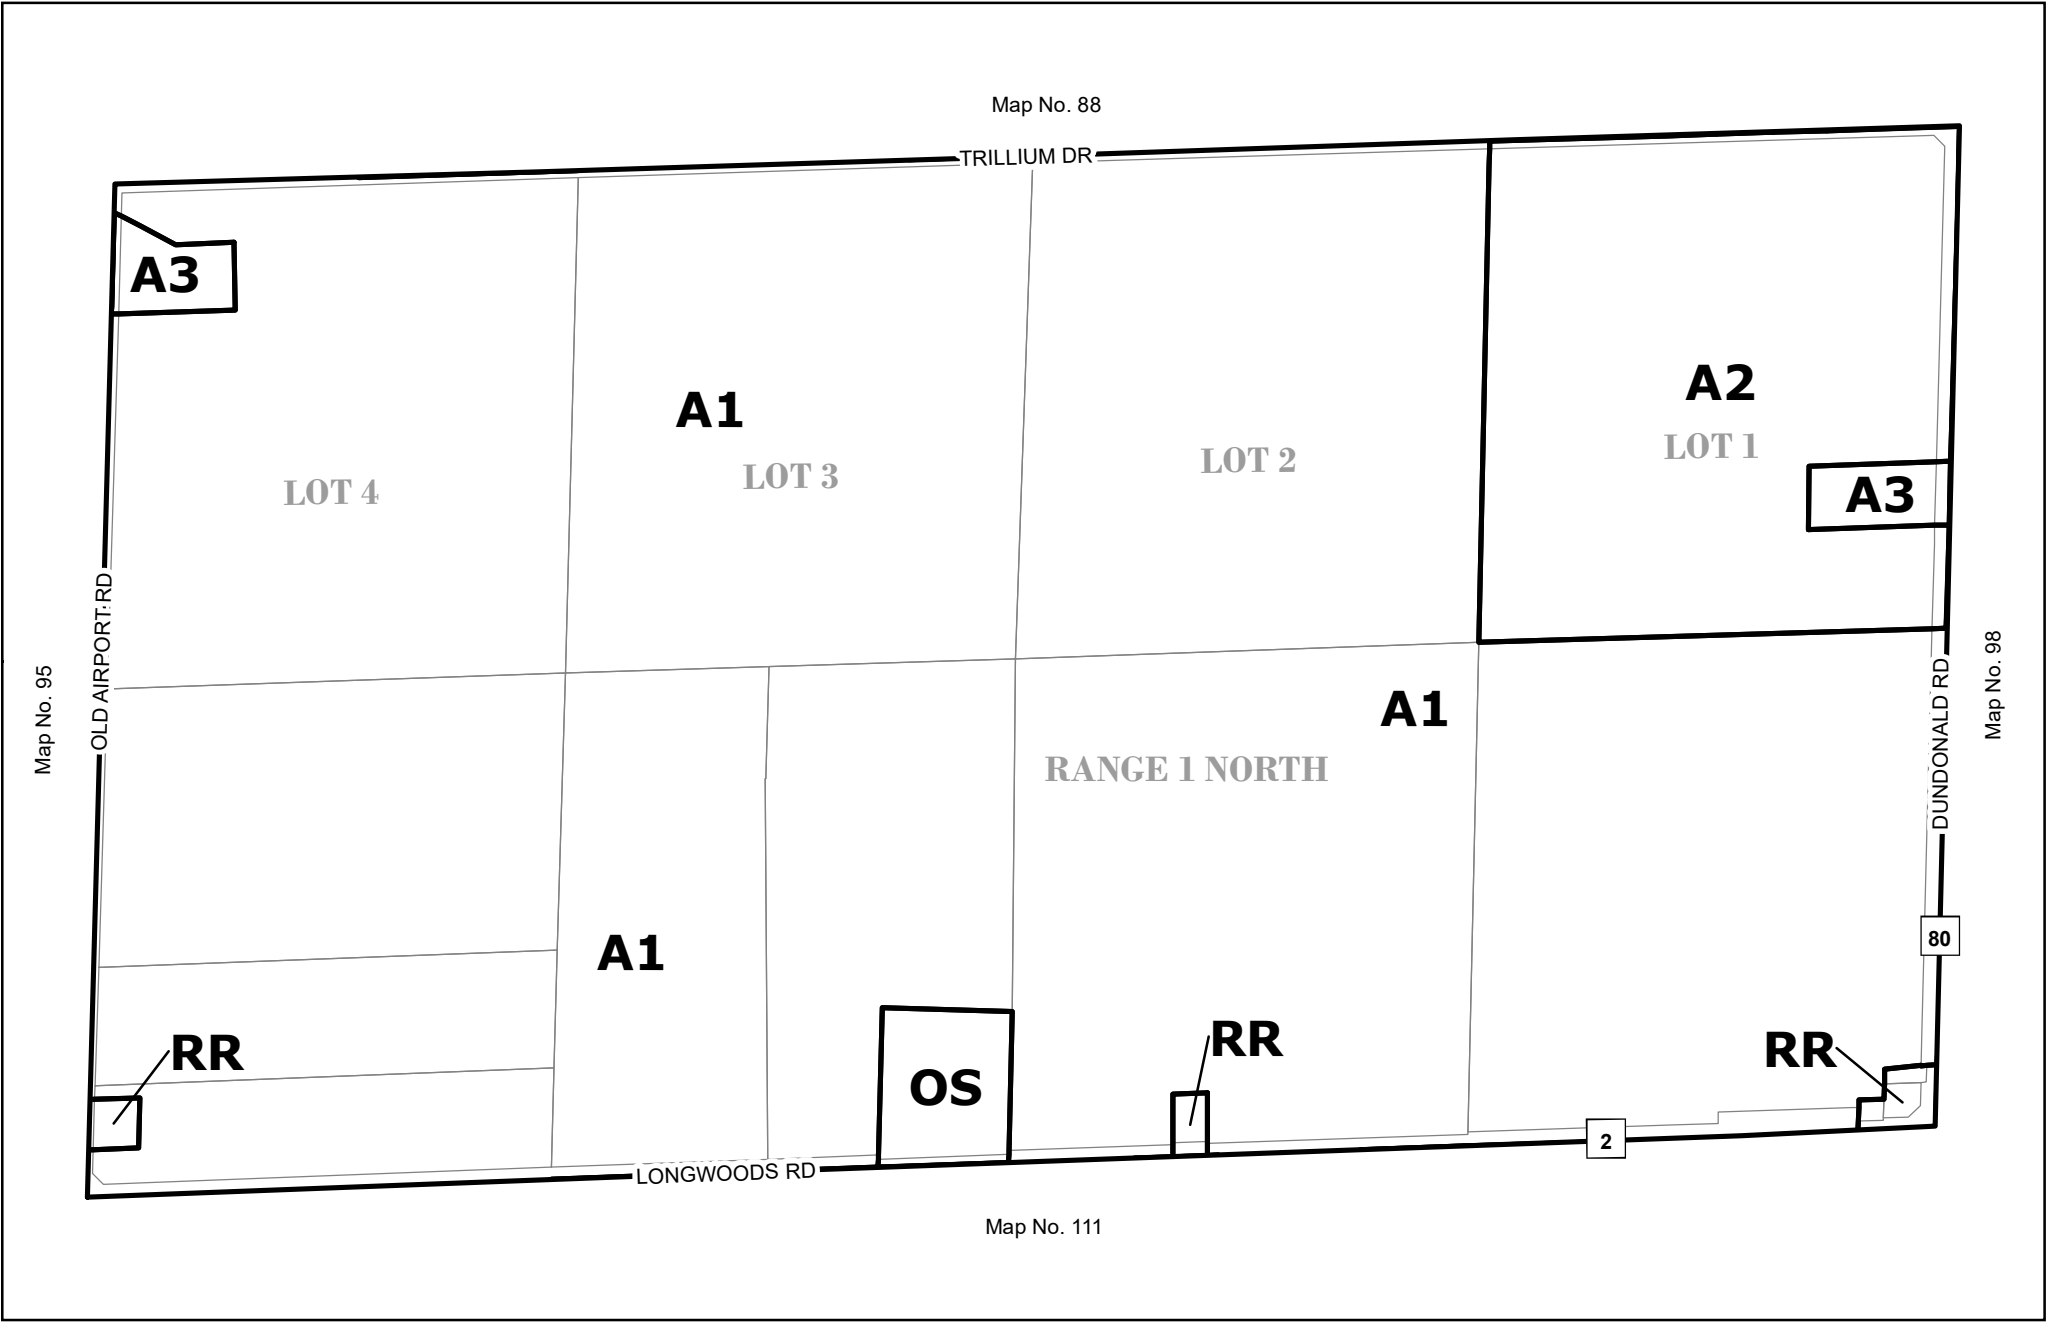 Map No. 88
TRILLIUM DR
A3
A1
A2
LOT 4
LOT 3
LOT 2
LOT 1
A3
OLD AIRPORT RD
Map No. 95
DUNDONALD RD
Map No. 98
A1
RANGE 1 NORTH
A1
80
RR
OS
RR
RR
2
LONGWOODS RD
Map No. 111